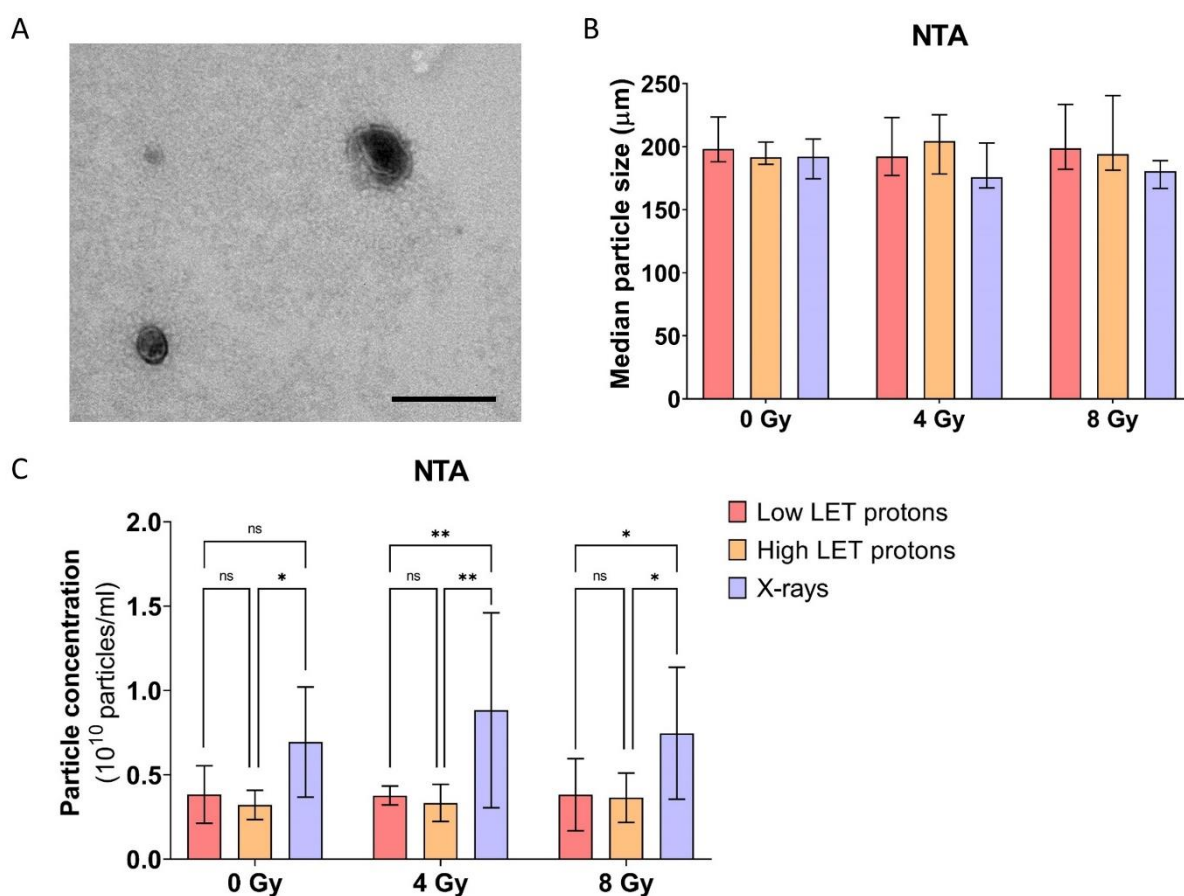 A
B
NTA
Median particle size (μm)
250
200
150
100
50
0
0 Gy 4 Gy 8 Gy
C
NTA
Particle concentration
(10¹⁰ particles/ml)
2.0
1.5
1.0
0.5
0.0
ns
ns *
**
ns **
*
ns *
0 Gy 4 Gy 8 Gy
Low LET protons
High LET protons
X-rays